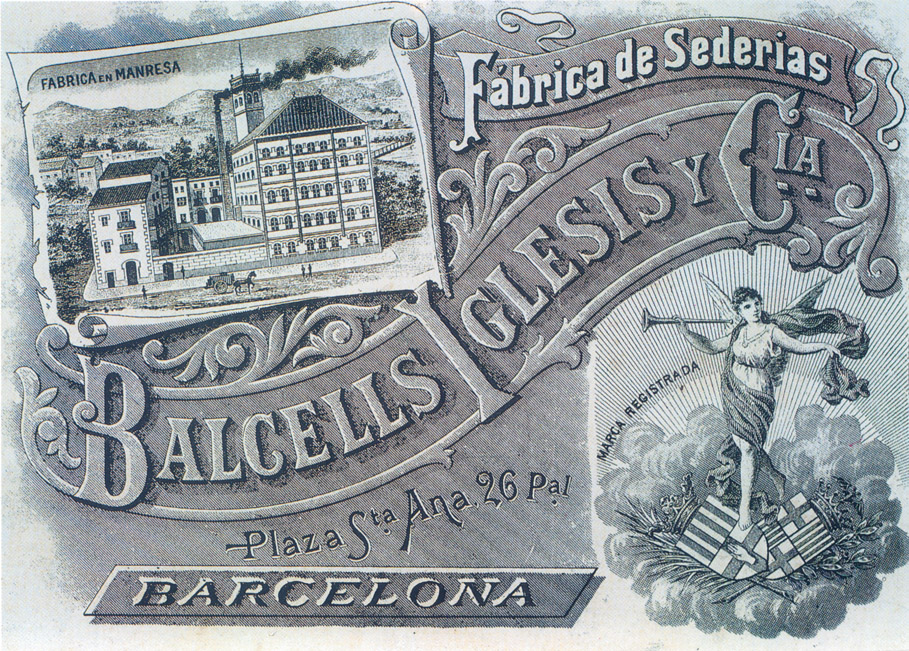 FABRICA EN MANRESA
Fábrica de Sederias
BALCELLS IGLESIS Y CIA
MARCA REGISTRADA
Plaza Sta Ana. 26 Pal
BARCELONA